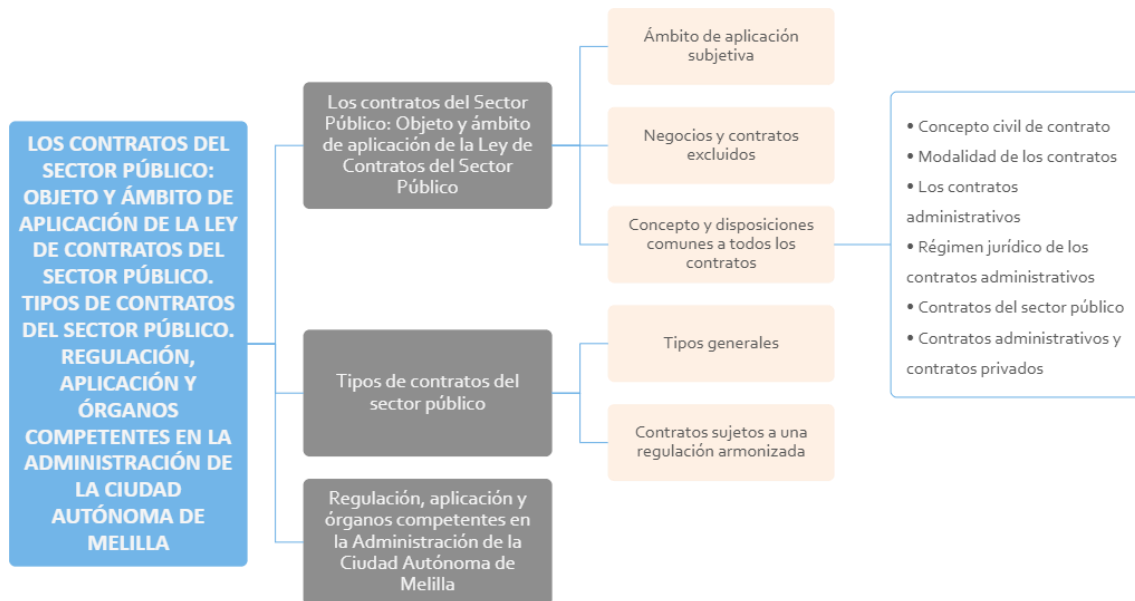 LOS CONTRATOS DEL
SECTOR PÚBLICO:
OBJETO Y ÁMBITO DE
APLICACIÓN DE LA LEY
DE CONTRATOS DEL
SECTOR PÚBLICO.
TIPOS DE CONTRATOS
DEL SECTOR PÚBLICO.
REGULACIÓN,
APLICACIÓN Y
ÓRGANOS
COMPETENTES EN LA
ADMINISTRACIÓN DE
LA CIUDAD
AUTÓNOMA DE
MELILLA
Los contratos del Sector
Público: Objeto y ámbito
de aplicación de la Ley de
Contratos del Sector
Público
Ámbito de aplicación
subjetiva
Negocios y contratos
excluidos
Concepto y disposiciones
comunes a todos los
contratos
• Concepto civil de contrato
• Modalidad de los contratos
• Los contratos
administrativos
• Régimen jurídico de los
contratos administrativos
• Contratos del sector público
• Contratos administrativos y
contratos privados
Tipos de contratos del
sector público
Tipos generales
Contratos sujetos a una
regulación armonizada
Regulación, aplicación y
órganos competentes en
la Administración de la
Ciudad Autónoma de
Melilla